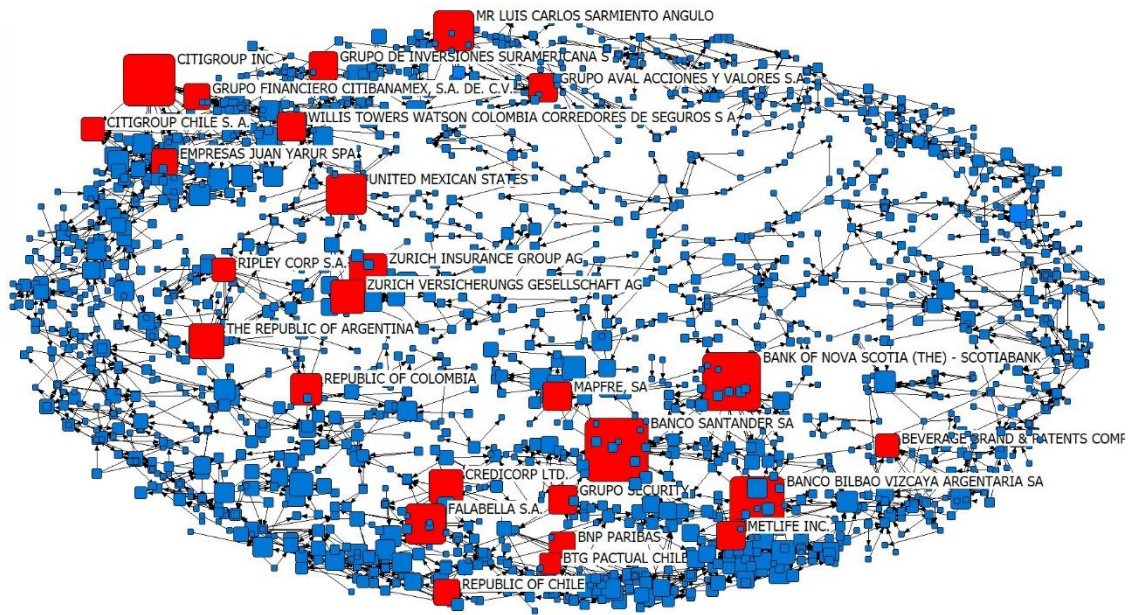 MR LUIS CARLOS SARMIENTO ANGULO
CITIGROUP INC
GRUPO DE INVERSIONES SURAMERICANA S
GRUPO AVAL ACCIONES Y VALORES S.A
GRUPO FINANCIERO CITIBANAMEX, S.A. DE. C.V.
CITIGROUP CHILE S. A.
WILLIS TOWERS WATSON COLOMBIA CORREDORES DE SEGUROS S A
EMPRESAS JUAN YARUR SPA
UNITED MEXICAN STATES
RIPLEY CORP S.A.
ZURICH INSURANCE GROUP AG
ZURICH VERSICHERUNGS GESELLSCHAFT AG
THE REPUBLIC OF ARGENTINA
BANK OF NOVA SCOTIA (THE) - SCOTIABANK
REPUBLIC OF COLOMBIA
MAPFRE, SA
BANCO SANTANDER SA
BEVERAGE BRAND & PATENTS COMP
CREDICORP LTD.
GRUPO SECURITY
BANCO BILBAO VIZCAYA ARGENTARIA SA
FALABELLA S.A.
METLIFE INC.
BNP PARIBAS
BTG PACTUAL CHILE
REPUBLIC OF CHILE